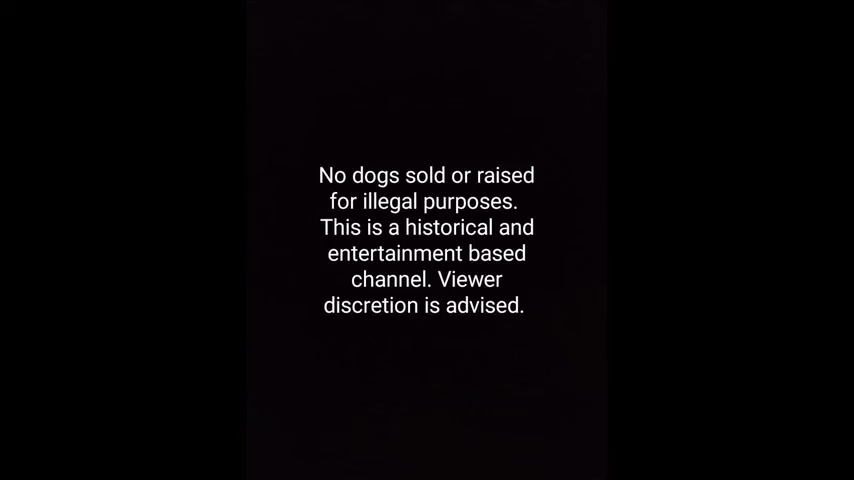 No dogs sold or raised
for illegal purposes.
This is a historical and
entertainment based
channel. Viewer
discretion is advised.